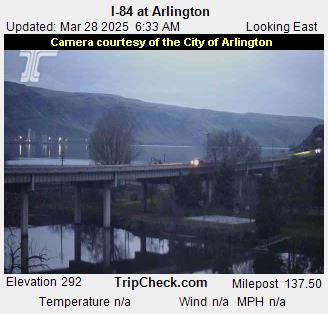 I-84 at Arlington
Updated: Mar 28 2025 6:33 AM Looking East
Camera courtesy of the City of Arlington
Elevation 292 TripCheck.com Milepost 137.50
Temperature n/a Wind n/a MPH n/a